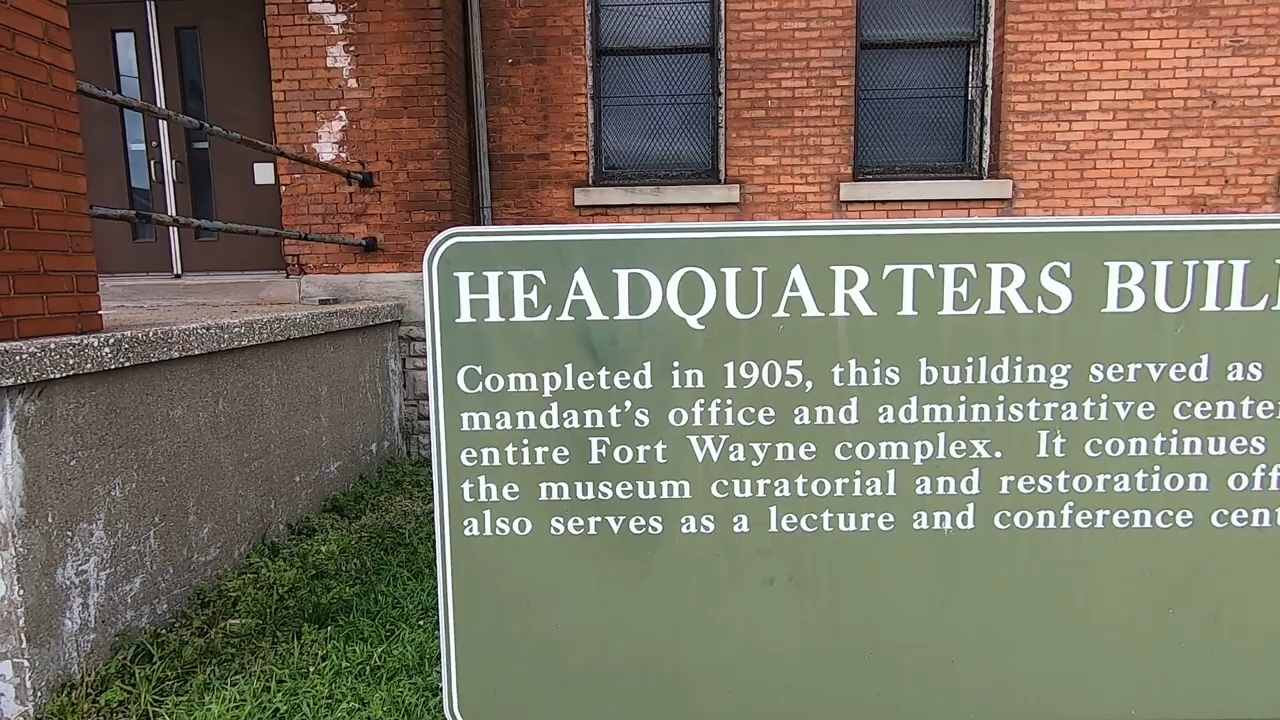 HEADQUARTERS BUIL
Completed in 1905, this building served as
mandant's office and administrative cente
entire Fort Wayne complex. It continues
the museum curatorial and restoration off
also serves as a lecture and conference cent